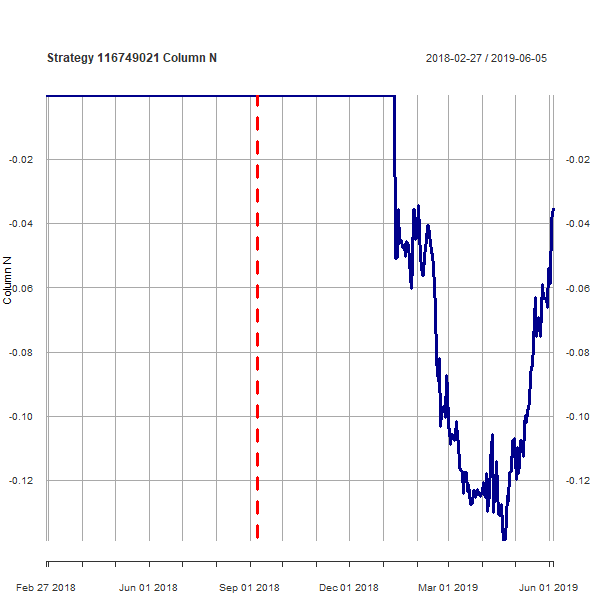 Strategy 116749021 Column N 2018-02-27 / 2019-06-05
-0.02 -0.02
-0.04 -0.04
Column N
-0.06 -0.06
-0.08 -0.08
-0.10 -0.10
-0.12 -0.12
Feb 27 2018 Jun 01 2018 Sep 01 2018 Dec 01 2018 Mar 01 2019 Jun 01 2019